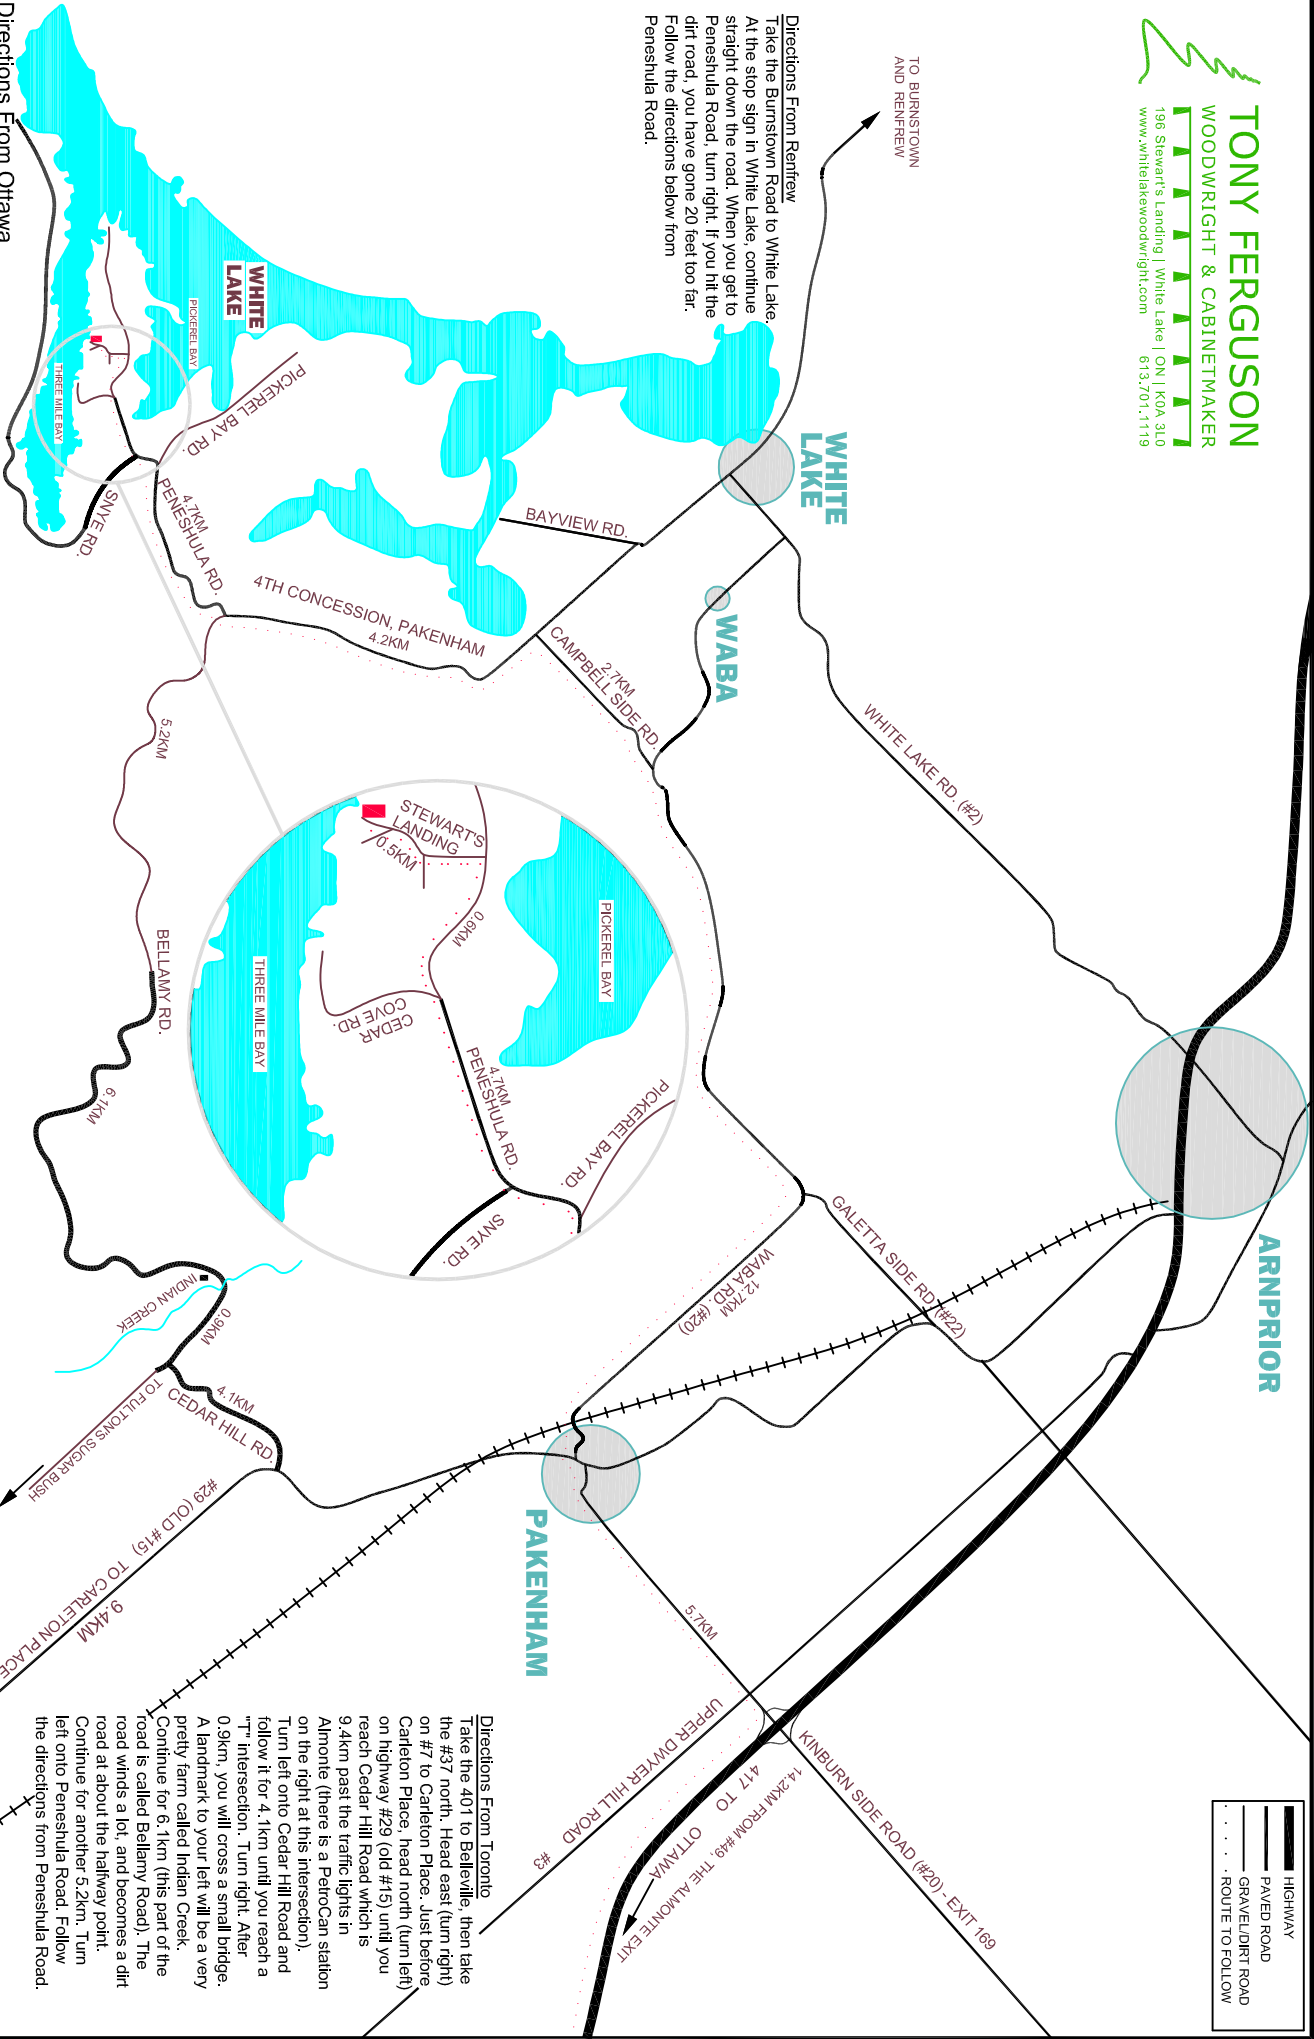 TONY FERGUSON
WOODWRIGHT & CABINETMAKER
196 Stewart's Landing | White Lake | ON | K0A 3L0
www.whitelakewoodwright.com 613.701.1119
HIGHWAY
PAVED ROAD
GRAVEL/DIRT ROAD
ROUTE TO FOLLOW
TO BURNSTOWN
AND RENFREW
Directions From Renfrew
Take the Burnstown Road to White Lake.
At the stop sign in White Lake, continue
straight down the road. When you get to
Peneshula Road, turn right. If you hit the
dirt road, you have gone 20 feet too far.
Follow the directions below from
Peneshula Road.
ARNPRIOR
WHITE
LAKE
WABA
PAKENHAM
WHITE LAKE RD. (#2)
GALETTA SIDE RD. (#22)
WABA RD. (#20)
12.7KM
CAMPBELL SIDE RD.
2.7KM
BAYVIEW RD.
4TH CONCESSION, PAKENHAM
4.2KM
WHITE
LAKE
PICKEREL BAY
THREE MILE BAY
PICKEREL BAY RD.
4.7KM
PENESHULA RD.
SNYE RD.
5.2KM
BELLAMY RD.
6.1KM
INDIAN CREEK
0.9KM
TO FULTON'S SUGAR BUSH
CEDAR HILL RD.
4.1KM
#29 (OLD #15) TO CARLETON PLACE
9.4KM
5.7KM
UPPER DWYER HILL ROAD #3
KINBURN SIDE ROAD (#20) - EXIT 169
14.2KM FROM #49, THE ALMONTE EXIT
417 TO OTTAWA
STEWART'S
LANDING
0.5KM
0.6KM
PICKEREL BAY
THREE MILE BAY
CEDAR
COVE RD.
4.7KM
PENESHULA RD.
PICKEREL BAY RD.
SNYE RD.
Directions From Toronto
Take the 401 to Belleville, then take
the #37 north. Head east (turn right)
on #7 to Carleton Place. Just before
Carleton Place, head north (turn left)
on highway #29 (old #15) until you
reach Cedar Hill Road which is
9.4km past the traffic lights in
Almonte (there is a PetroCan station
on the right at this intersection).
Turn left onto Cedar Hill Road and
follow it for 4.1km until you reach a
"T" intersection. Turn right. After
0.9km, you will cross a small bridge.
A landmark to your left will be a very
pretty farm called Indian Creek.
Continue for 6.1km (this part of the
road is called Bellamy Road). The
road winds a lot, and becomes a dirt
road at about the halfway point.
Continue for another 5.2km. Turn
left onto Peneshula Road. Follow
the directions from Peneshula Road.
Directions From Ottawa